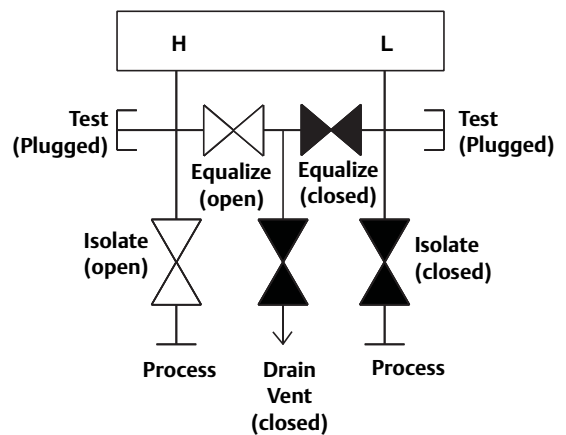 H
L
Test
(Plugged)
Test
(Plugged)
Equalize
(open)
Equalize
(closed)
Isolate
(open)
Isolate
(closed)
Process
Drain
Vent
(closed)
Process